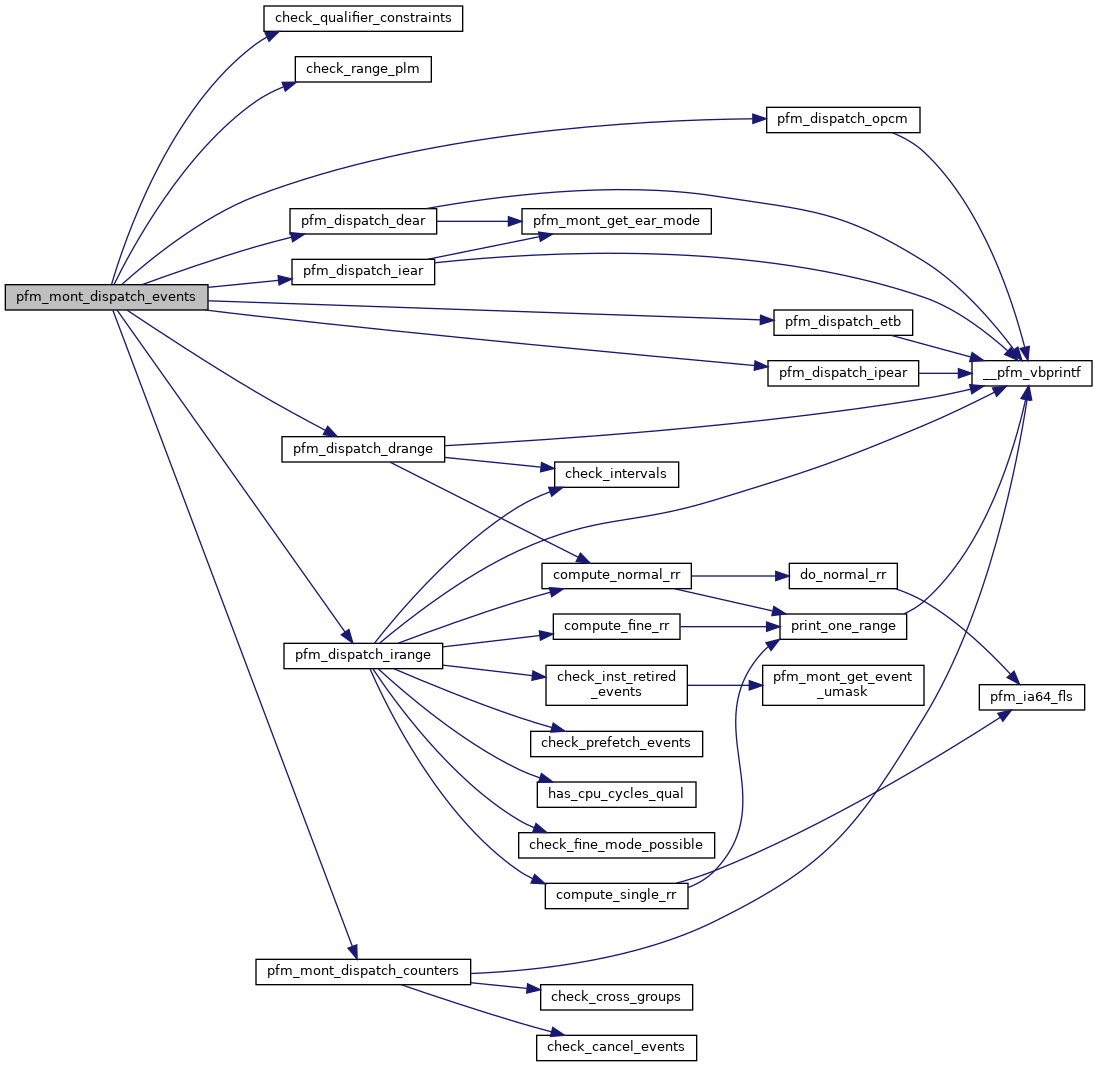 check_qualifier_constraints
check_range_plm
pfm_dispatch_opcm
pfm_dispatch_dear
pfm_mont_get_ear_mode
pfm_dispatch_iear
pfm_mont_dispatch_events
pfm_dispatch_etb
pfm_dispatch_ipear
__pfm_vbprintf
pfm_dispatch_drange
check_intervals
compute_normal_rr
do_normal_rr
compute_fine_rr
print_one_range
pfm_dispatch_irange
check_inst_retired
_events
pfm_mont_get_event
_umask
pfm_ia64_fls
check_prefetch_events
has_cpu_cycles_qual
check_fine_mode_possible
compute_single_rr
pfm_mont_dispatch_counters
check_cross_groups
check_cancel_events